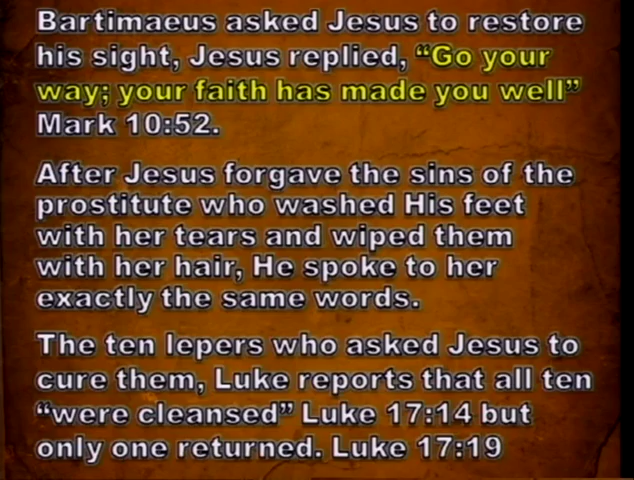 Bartimaeus asked Jesus to restore
his sight, Jesus replied, “Go your
way; your faith has made you well”
Mark 10:52.
After Jesus forgave the sins of the
prostitute who washed His feet
with her tears and wiped them
with her hair, He spoke to her
exactly the same words.
The ten lepers who asked Jesus to
cure them, Luke reports that all ten
“were cleansed” Luke 17:14 but
only one returned. Luke 17:19